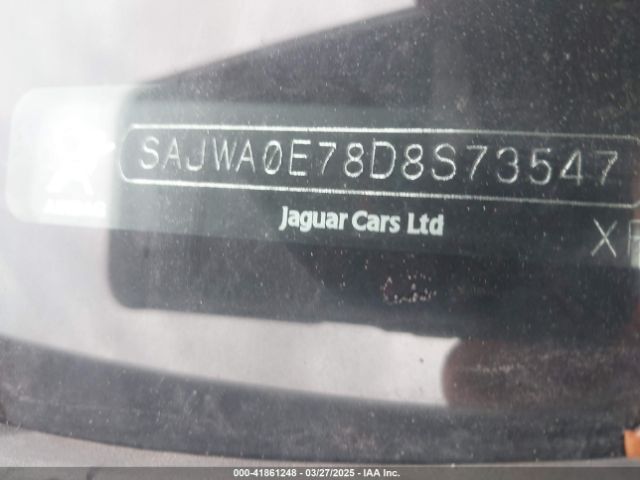 SAJWA0E78D8S73547
Jaguar Cars Ltd
X
000-41861248 - 03/27/2025 - IAA Inc.